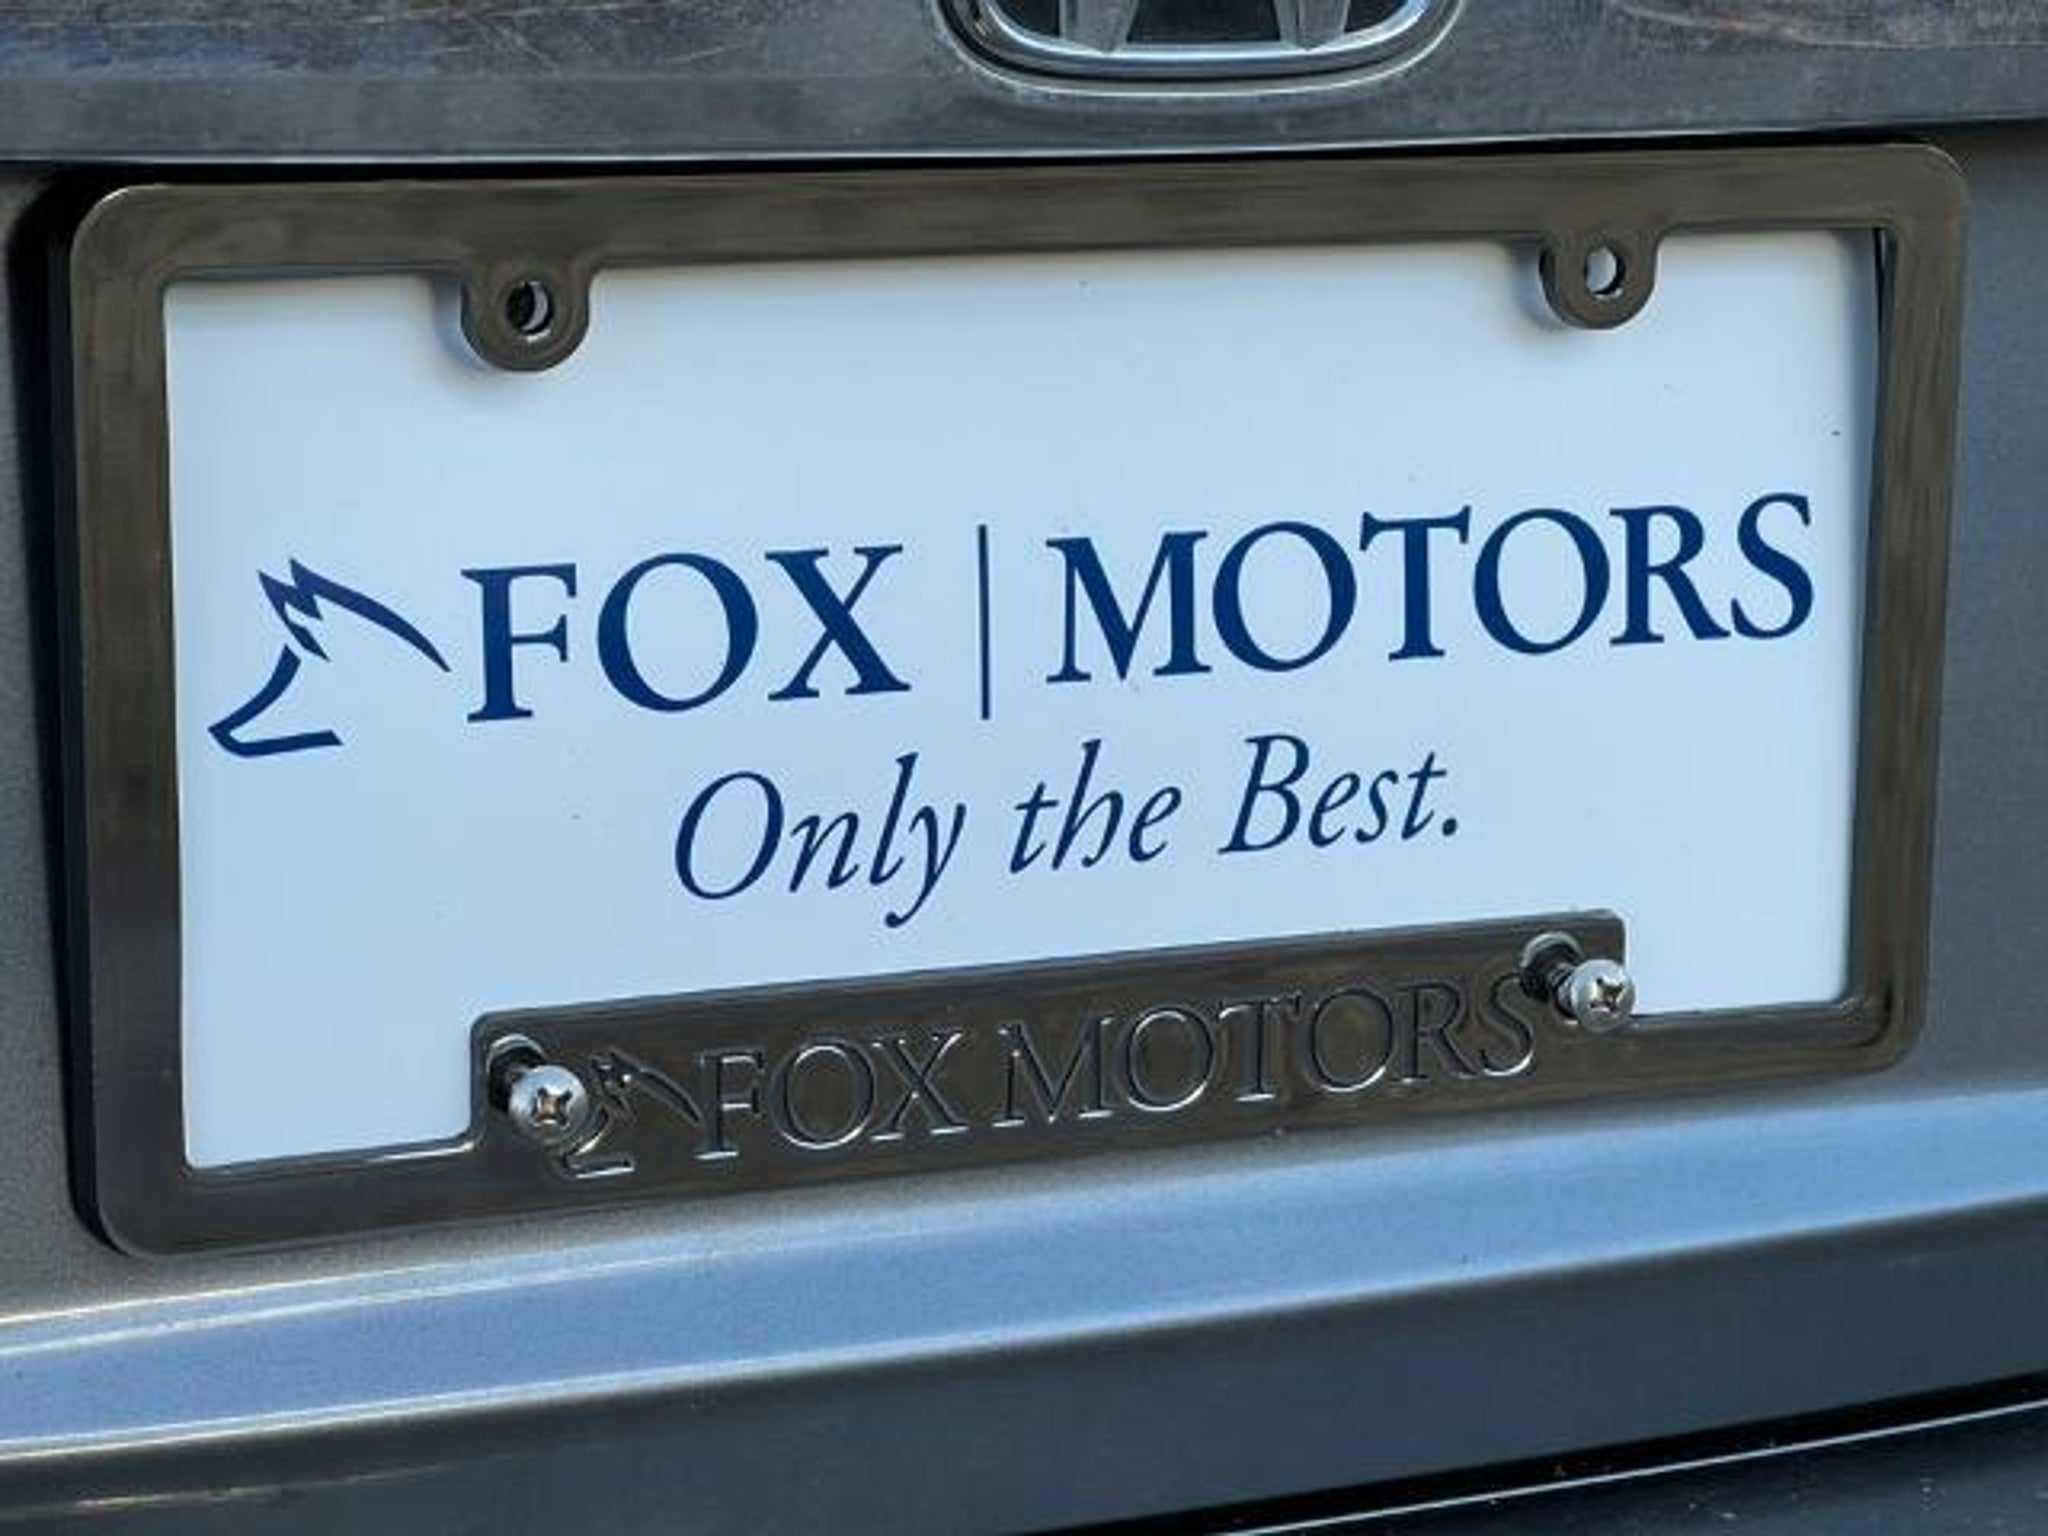 FOX | MOTORS
Only the Best.
FOX MOTORS